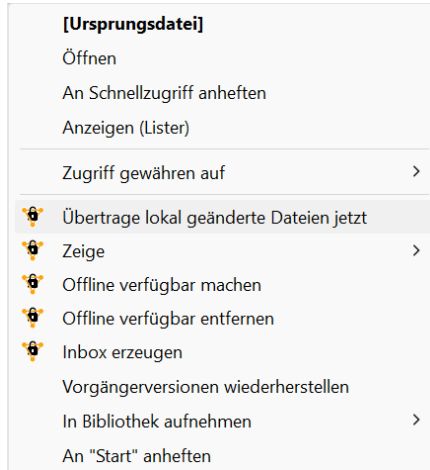 [Ursprungsdatei]
Öffnen
An Schnellzugriff anheften
Anzeigen (Lister)
Zugriff gewähren auf
Übertrage lokal geänderte Dateien jetzt
Zeige
Offline verfügbar machen
Offline verfügbar entfernen
Inbox erzeugen
Vorgängerversionen wiederherstellen
In Bibliothek aufnehmen
An "Start" anheften